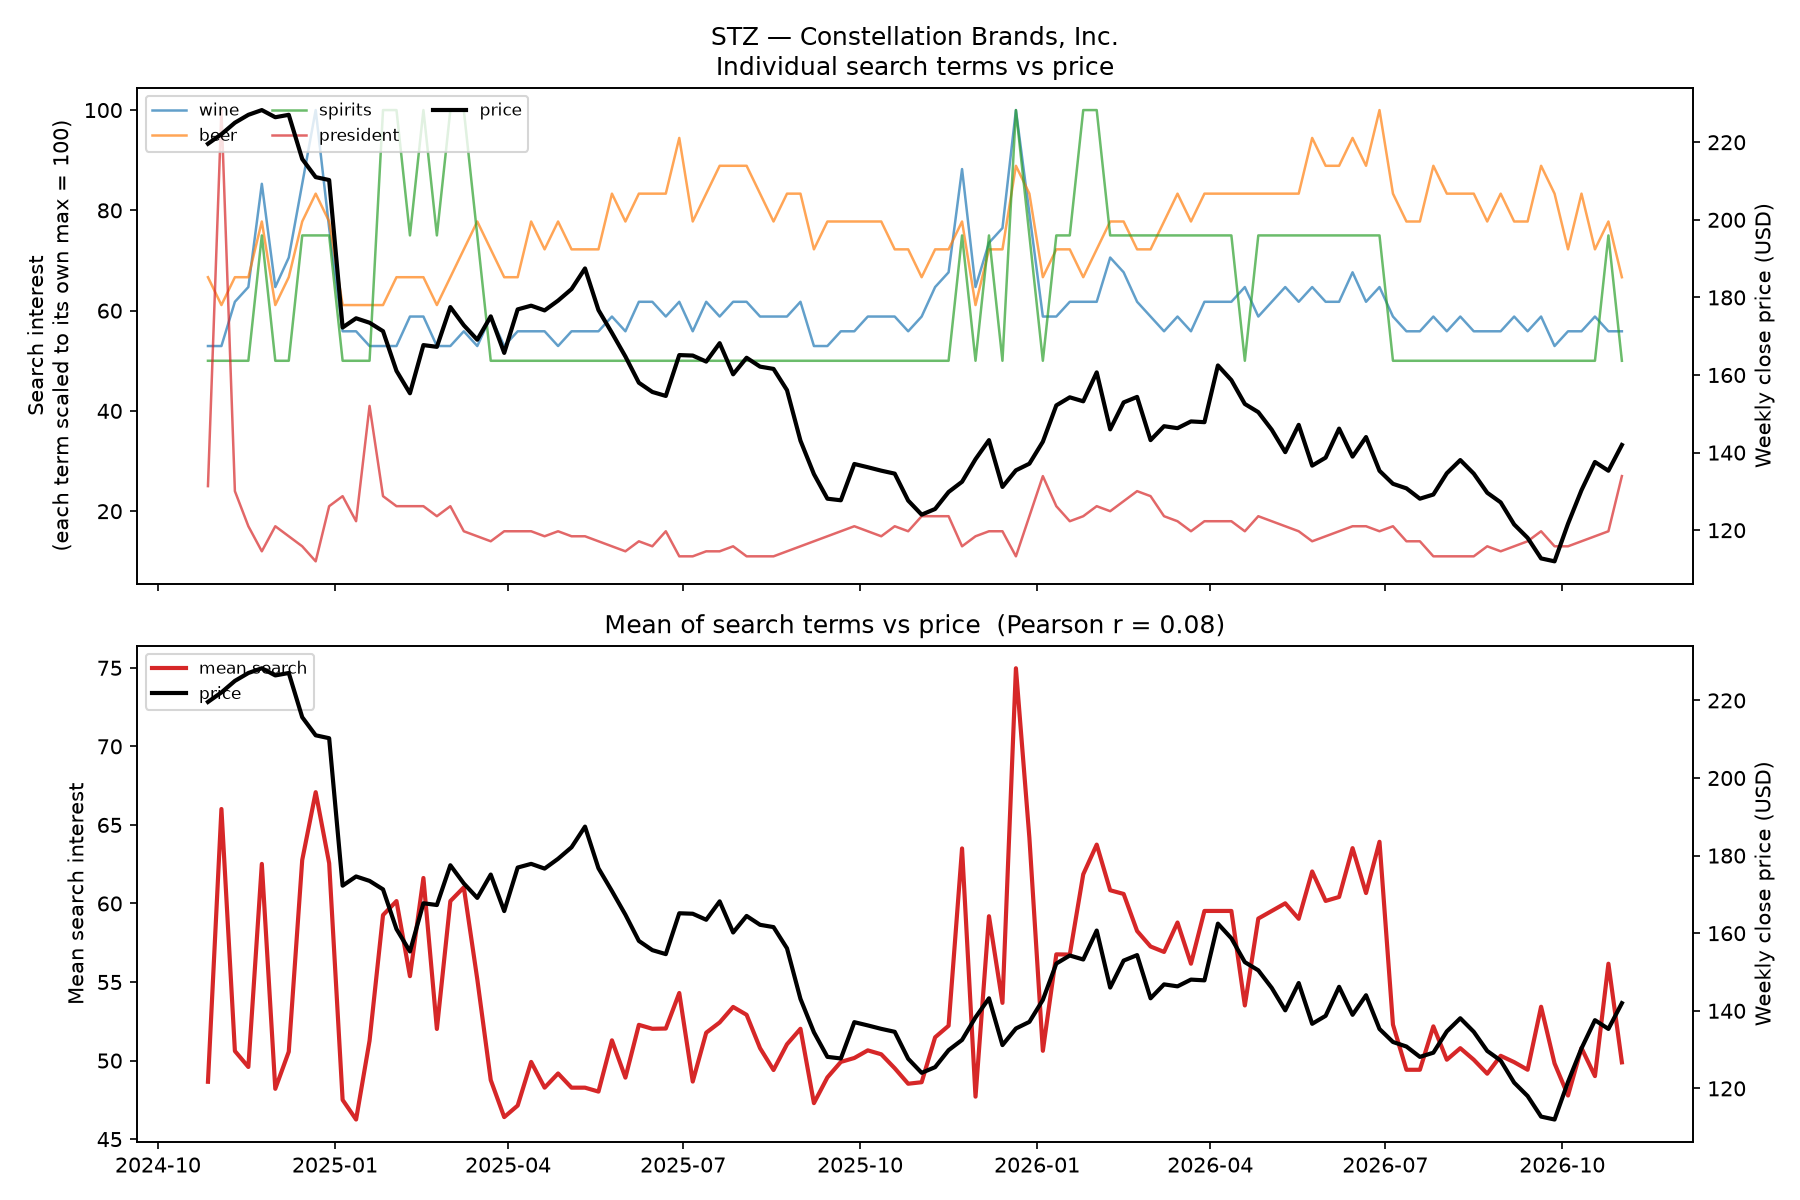 STZ — Constellation Brands, Inc.
Individual search terms vs price
wine
beer
spirits
president
price
100
80
60
40
20
Search interest
(each term scaled to its own max = 100)
220
200
180
160
140
120
Weekly close price (USD)
Mean of search terms vs price (Pearson r = 0.08)
mean search
price
75
70
65
60
55
50
45
Mean search interest
220
200
180
160
140
120
Weekly close price (USD)
2024-10
2025-01
2025-04
2025-07
2025-10
2026-01
2026-04
2026-07
2026-10